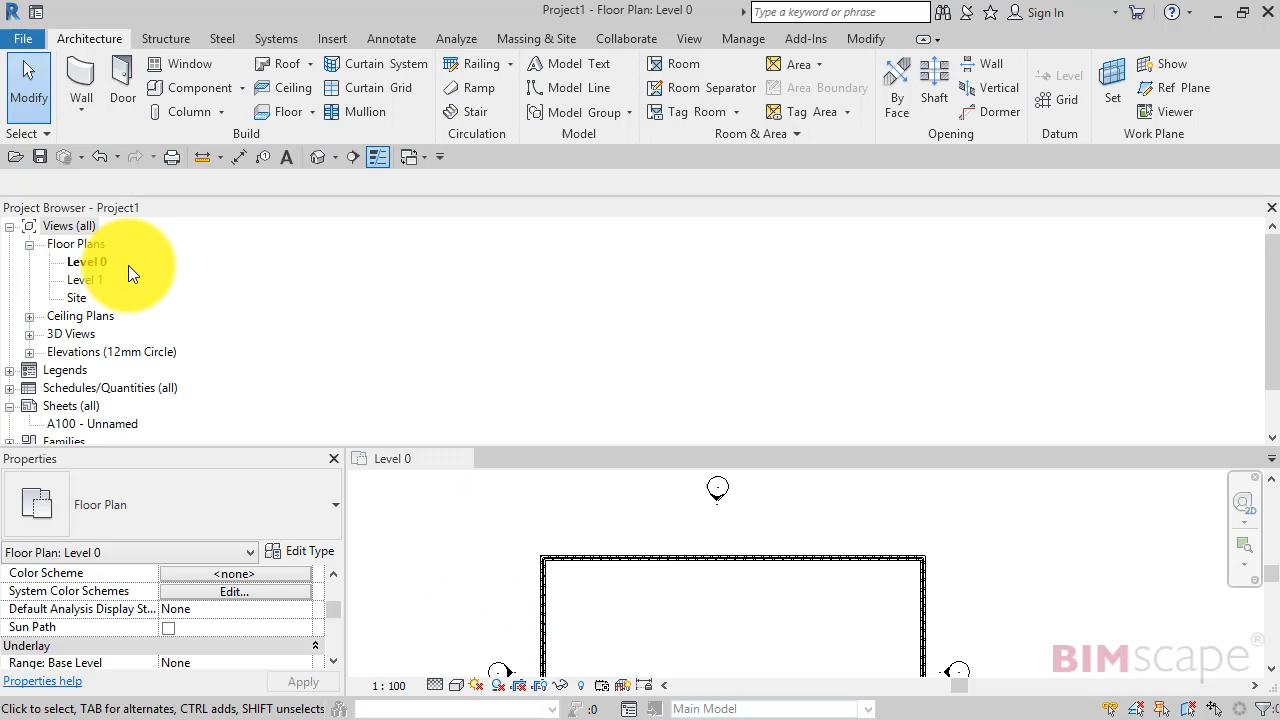 Project1 - Floor Plan: Level 0
Type a keyword or phrase
Sign In
File Architecture Structure Steel Systems Insert Annotate Analyze Massing & Site Collaborate View Manage Add-Ins Modify
Modify
Wall
Door
Window
Component
Column
Roof
Ceiling
Floor
Curtain System
Curtain Grid
Mullion
Railing
Ramp
Stair
Model Text
Model Line
Model Group
Room
Room Separator
Tag Room
Area
Area Boundary
Tag Area
By Face
Shaft
Wall
Vertical
Dormer
Level
Grid
Set
Show
Ref Plane
Viewer
Select Build Circulation Model Room & Area Opening Datum Work Plane
Project Browser - Project1
Views (all)
Floor Plans
Level 0
Level 1
Site
Ceiling Plans
3D Views
Elevations (12mm Circle)
Legends
Schedules/Quantities (all)
Sheets (all)
A100 - Unnamed
Families
Properties
Level 0
Floor Plan
Floor Plan: Level 0
Edit Type
Color Scheme <none>
System Color Schemes Edit...
Default Analysis Display St... None
Sun Path
Underlay
Range: Base Level None
Properties help
Apply
2D
1 : 100
BIMscape®
Click to select, TAB for alternates, CTRL adds, SHIFT unselects
:0
Main Model
:0